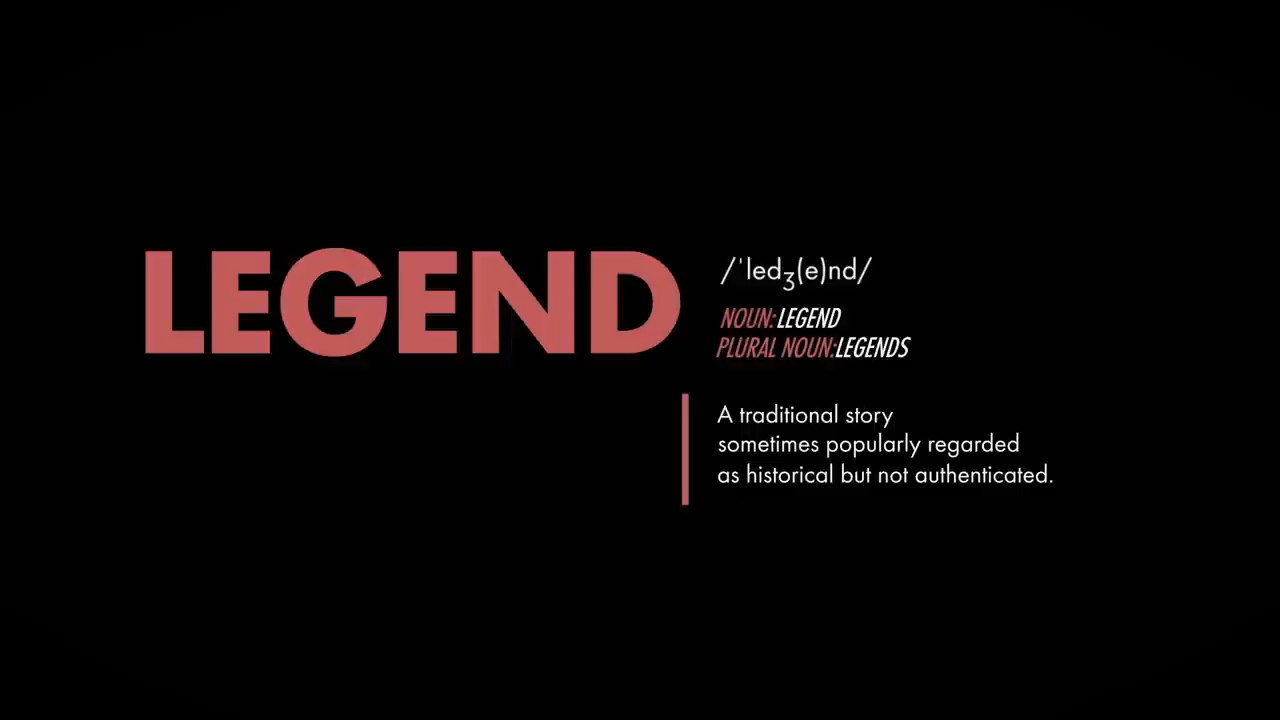 LEGEND
/ˈledʒ(e)nd/
NOUN: LEGEND
PLURAL NOUN:LEGENDS
A traditional story
sometimes popularly regarded
as historical but not authenticated.